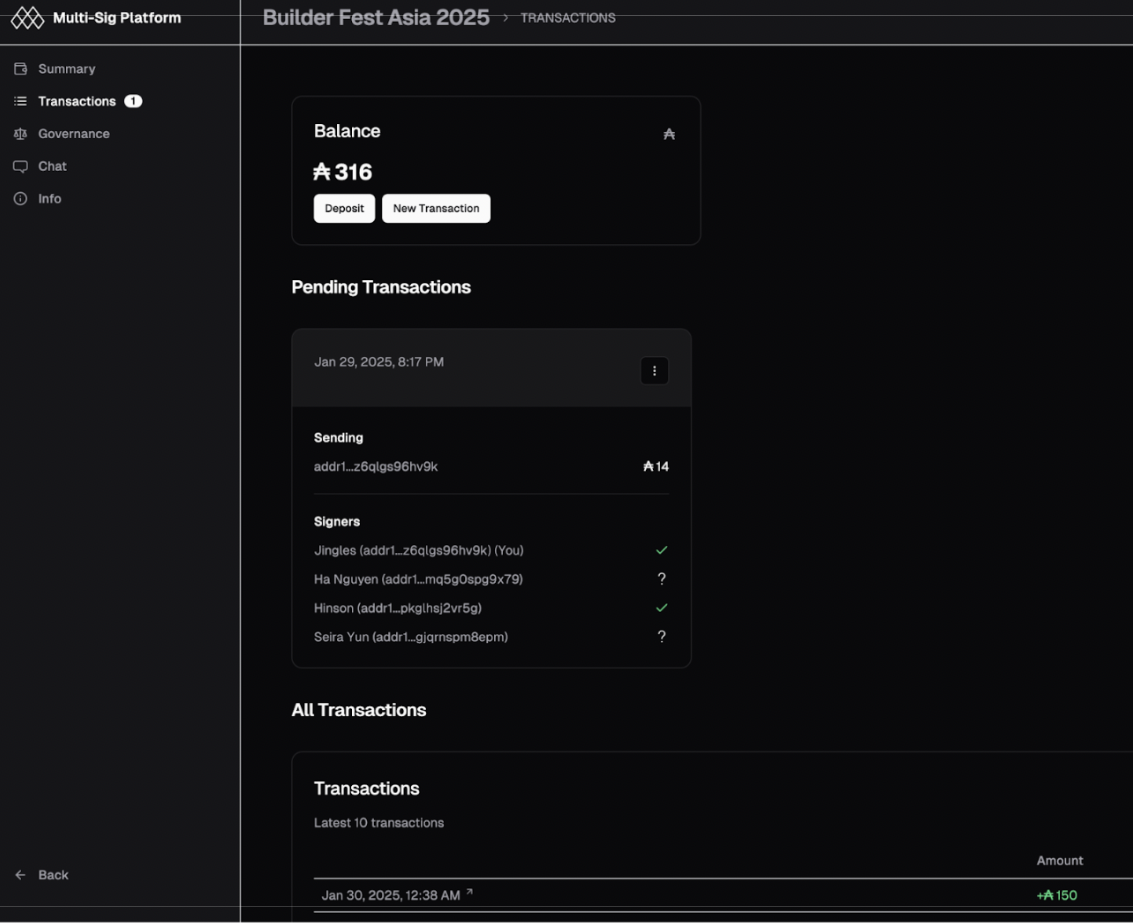 Multi-Sig Platform
Builder Fest Asia 2025 > TRANSACTIONS
Summary
Transactions 1
Governance
Chat
Info
Back
Balance ₳
₳ 316
Deposit New Transaction
Pending Transactions
Jan 29, 2025, 8:17 PM
Sending
addr1...z6qlgs96hv9k ₳ 14
Signers
Jingles (addr1...z6qlgs96hv9k) (You) ✓
Ha Nguyen (addr1...mq5g0spg9x79) ?
Hinson (addr1...pkglhsj2vr5g) ✓
Seira Yun (addr1...gjqrnspm8epm) ?
All Transactions
Transactions
Latest 10 transactions
Amount
Jan 30, 2025, 12:38 AM ↗ +₳ 150